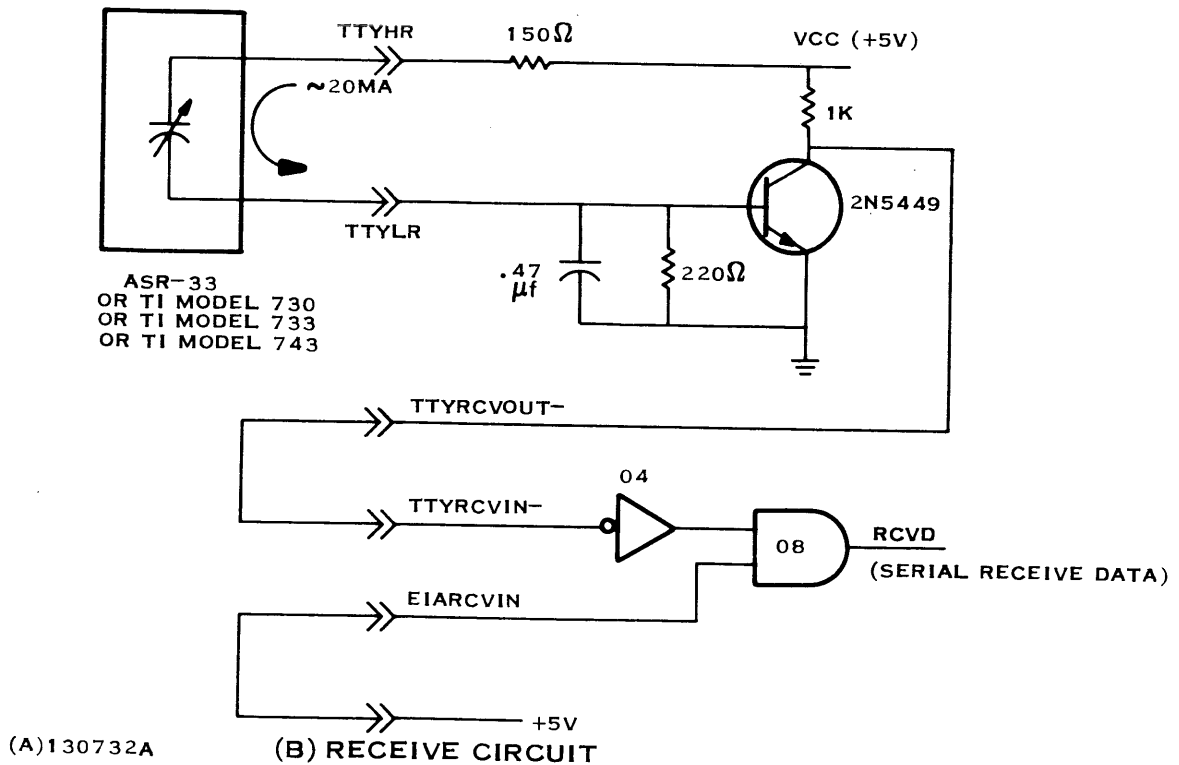 TTYHR
150Ω
VCC (+5V)
~20MA
1K
2N5449
TTYLR
.47
µf
220Ω
ASR-33
OR TI MODEL 730
OR TI MODEL 733
OR TI MODEL 743
TTYRCVOUT-
04
TTYRCVIN-
08
RCVD
(SERIAL RECEIVE DATA)
EIARCVIN
+5V
(A)130732A
(B) RECEIVE CIRCUIT